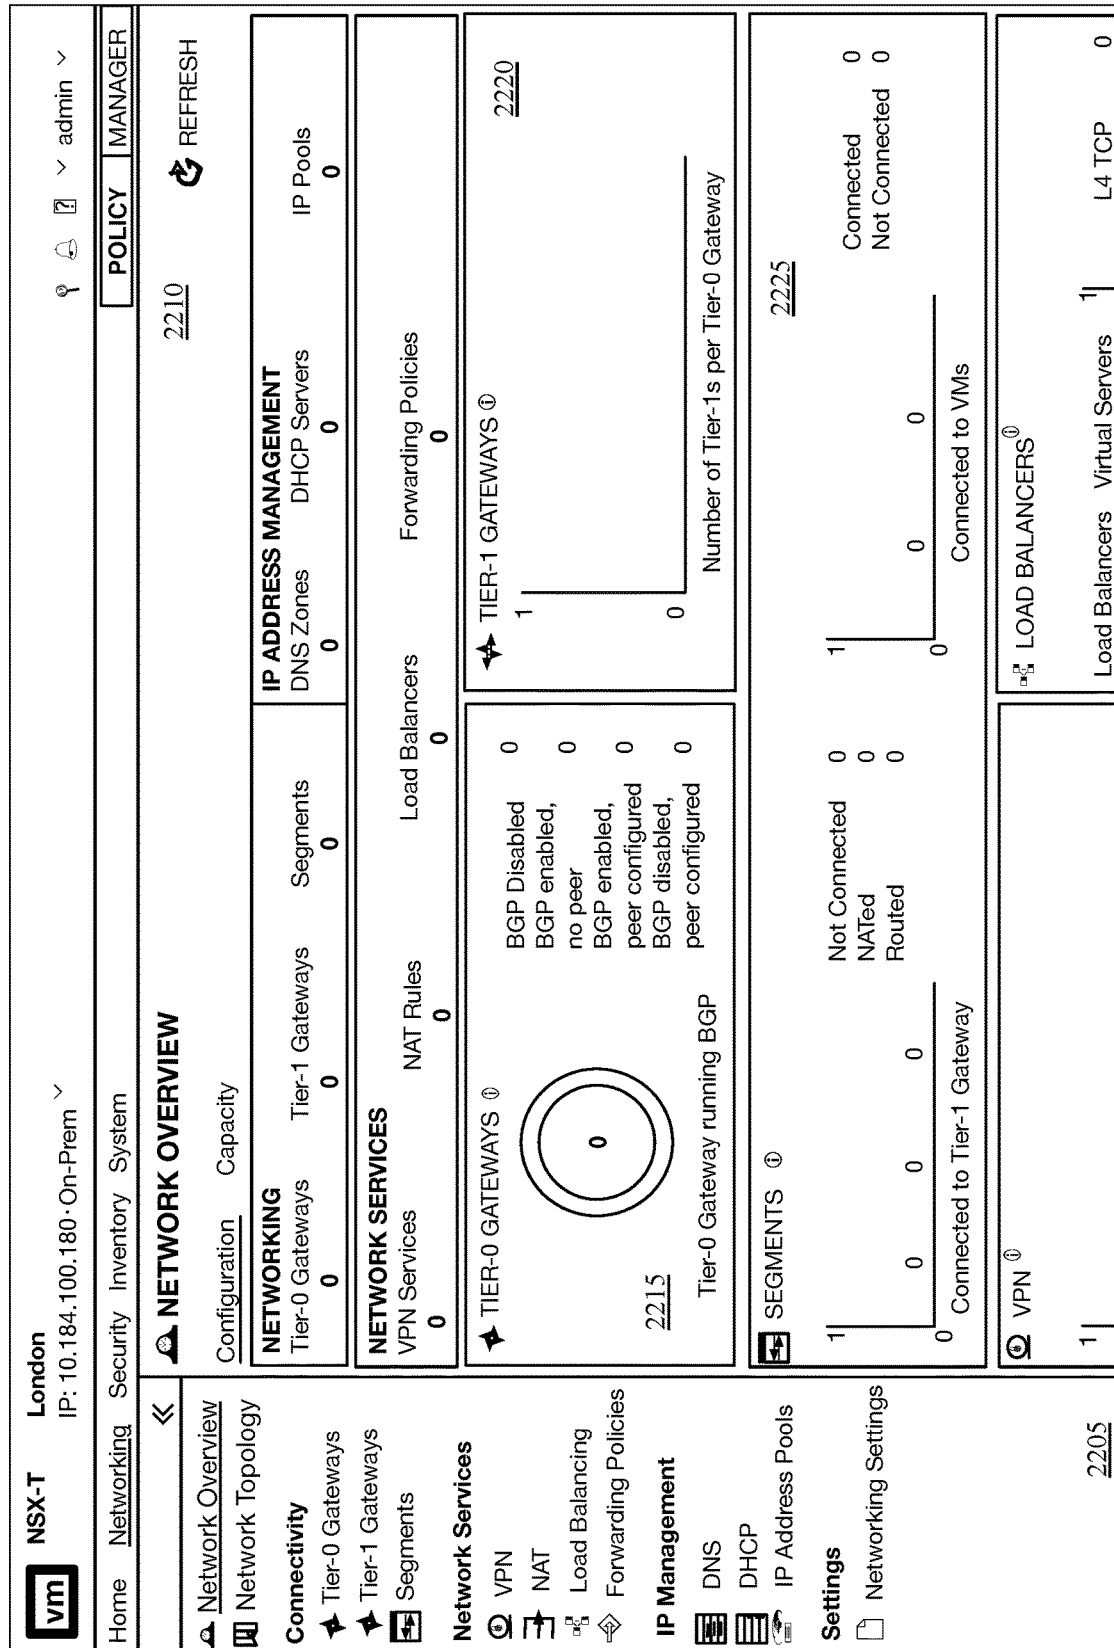 vm NSX-T London
IP: 10.184.100.180·On-Prem
admin
Home Networking Security Inventory System
POLICY MANAGER
Network Overview
Network Topology
Connectivity
Tier-0 Gateways
Tier-1 Gateways
Segments
Network Services
VPN
NAT
Load Balancing
Forwarding Policies
IP Management
DNS
DHCP
IP Address Pools
Settings
Networking Settings
2205
NETWORK OVERVIEW
2210
REFRESH
Configuration Capacity
NETWORKING
Tier-0 Gateways Tier-1 Gateways Segments
0 0 0
IP ADDRESS MANAGEMENT
DNS Zones DHCP Servers IP Pools
0 0 0
NETWORK SERVICES
VPN Services NAT Rules Load Balancers Forwarding Policies
0 0 0 0
TIER-0 GATEWAYS
0
2215
BGP Disabled 0
BGP enabled,
no peer 0
BGP enabled,
peer configured 0
BGP disabled,
peer configured 0
Tier-0 Gateway running BGP
TIER-1 GATEWAYS
2220
1
0
Number of Tier-1s per Tier-0 Gateway
SEGMENTS
2225
1
0 0 0
0
Connected to Tier-1 Gateway
Not Connected 0
NATed 0
Routed 0
1
0 0
0
Connected to VMs
Connected 0
Not Connected 0
VPN
1
LOAD BALANCERS
Load Balancers Virtual Servers 1 L4 TCP 0